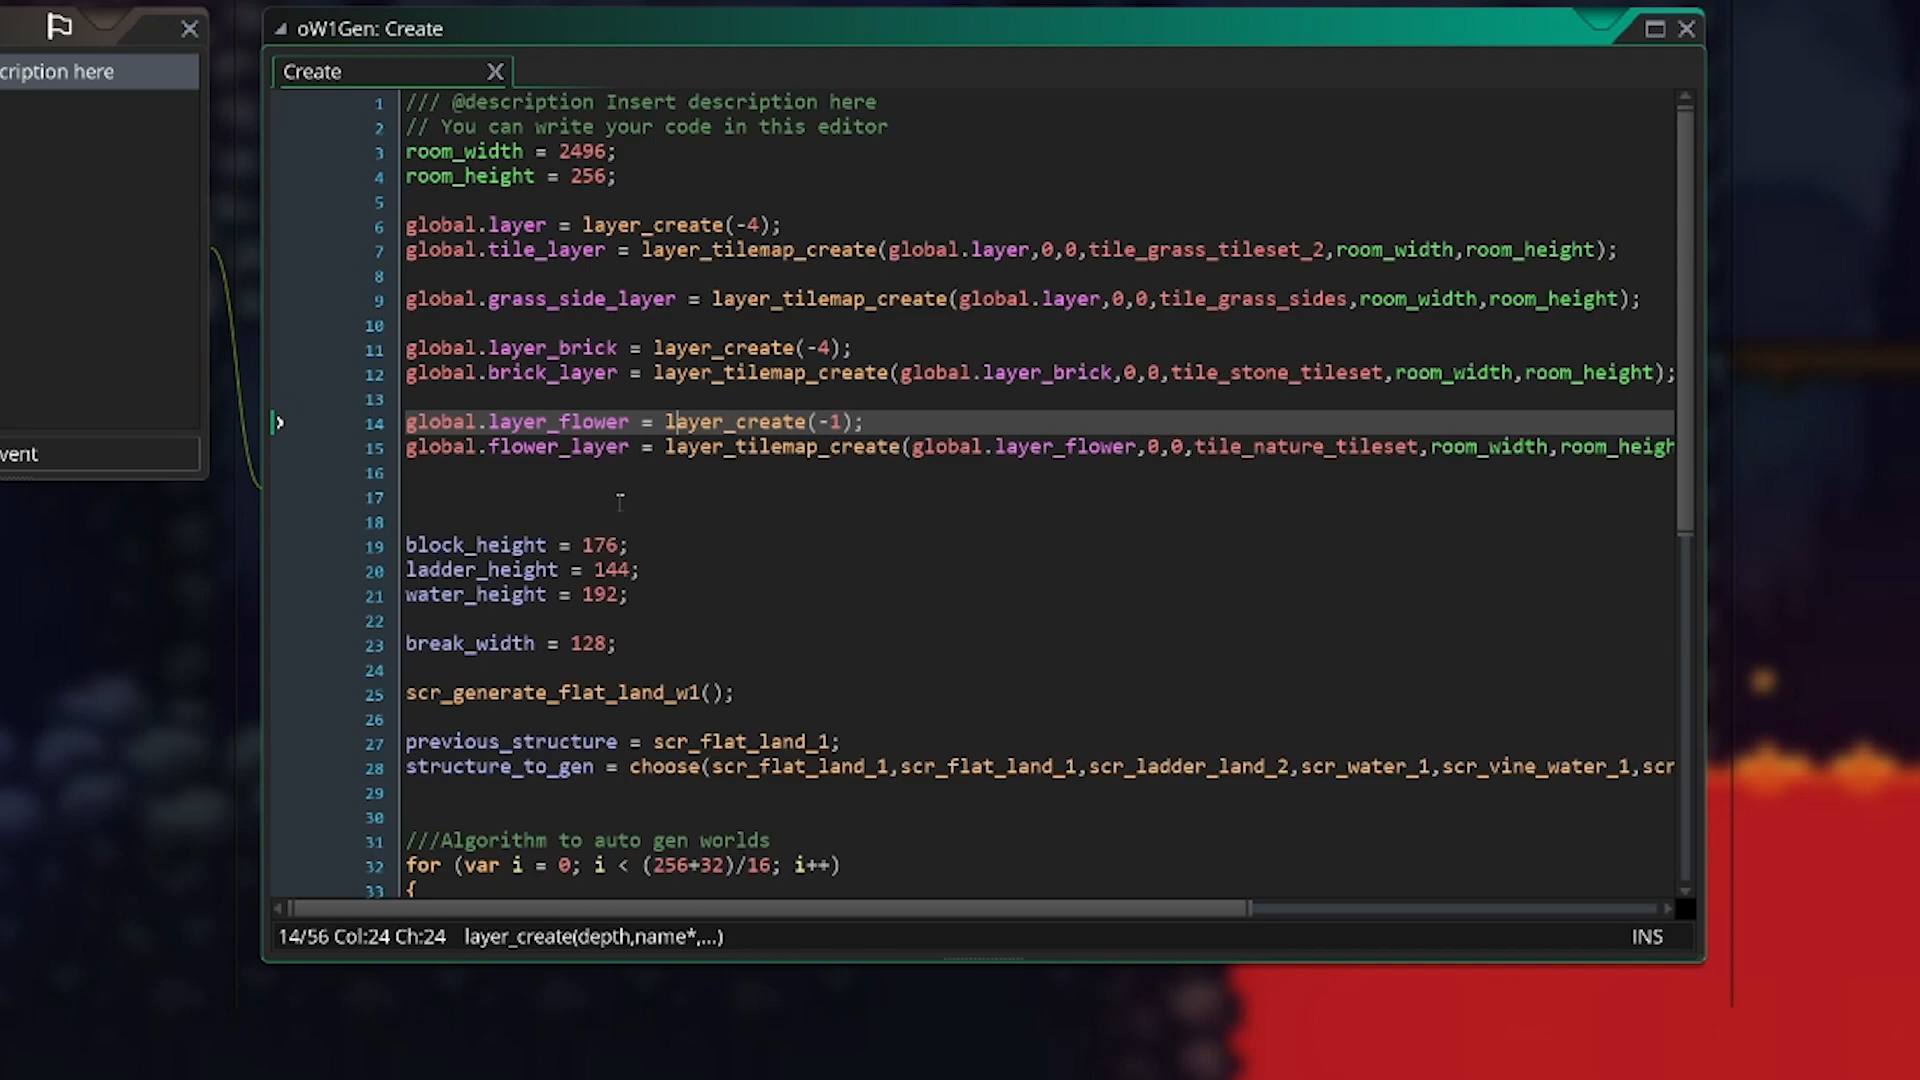 cription here
vent
oW1Gen: Create
Create
1 /// @description Insert description here
2 // You can write your code in this editor
3 room_width = 2496;
4 room_height = 256;
5
6 global.layer = layer_create(-4);
7 global.tile_layer = layer_tilemap_create(global.layer,0,0,tile_grass_tileset_2,room_width,room_height);
8
9 global.grass_side_layer = layer_tilemap_create(global.layer,0,0,tile_grass_sides,room_width,room_height);
10
11 global.layer_brick = layer_create(-4);
12 global.brick_layer = layer_tilemap_create(global.layer_brick,0,0,tile_stone_tileset,room_width,room_height);
13
14 global.layer_flower = layer_create(-1);
15 global.flower_layer = layer_tilemap_create(global.layer_flower,0,0,tile_nature_tileset,room_width,room_heigh
16
17
18
19 block_height = 176;
20 ladder_height = 144;
21 water_height = 192;
22
23 break_width = 128;
24
25 scr_generate_flat_land_w1();
26
27 previous_structure = scr_flat_land_1;
28 structure_to_gen = choose(scr_flat_land_1,scr_flat_land_1,scr_ladder_land_2,scr_water_1,scr_vine_water_1,scr
29
30
31 ///Algorithm to auto gen worlds
32 for (var i = 0; i < (256+32)/16; i++)
33 {
14/56 Col:24 Ch:24 layer_create(depth,name*,...)
INS